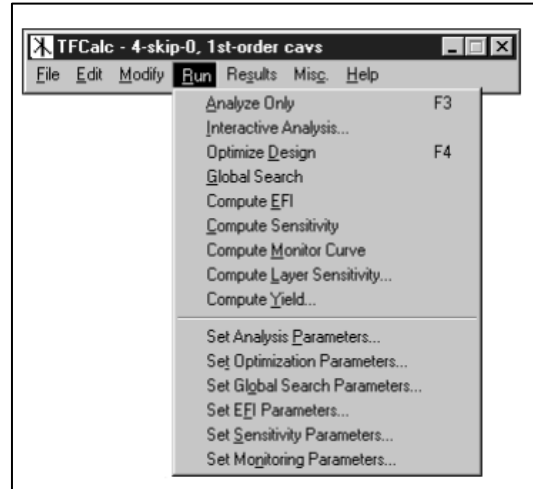 TFCalc - 4-skip-0, 1st-order cavs
File Edit Modify Run Results Misc. Help
Analyze Only F3
Interactive Analysis...
Optimize Design F4
Global Search
Compute EFI
Compute Sensitivity
Compute Monitor Curve
Compute Layer Sensitivity...
Compute Yield...
Set Analysis Parameters...
Set Optimization Parameters...
Set Global Search Parameters...
Set EFI Parameters...
Set Sensitivity Parameters...
Set Monitoring Parameters...